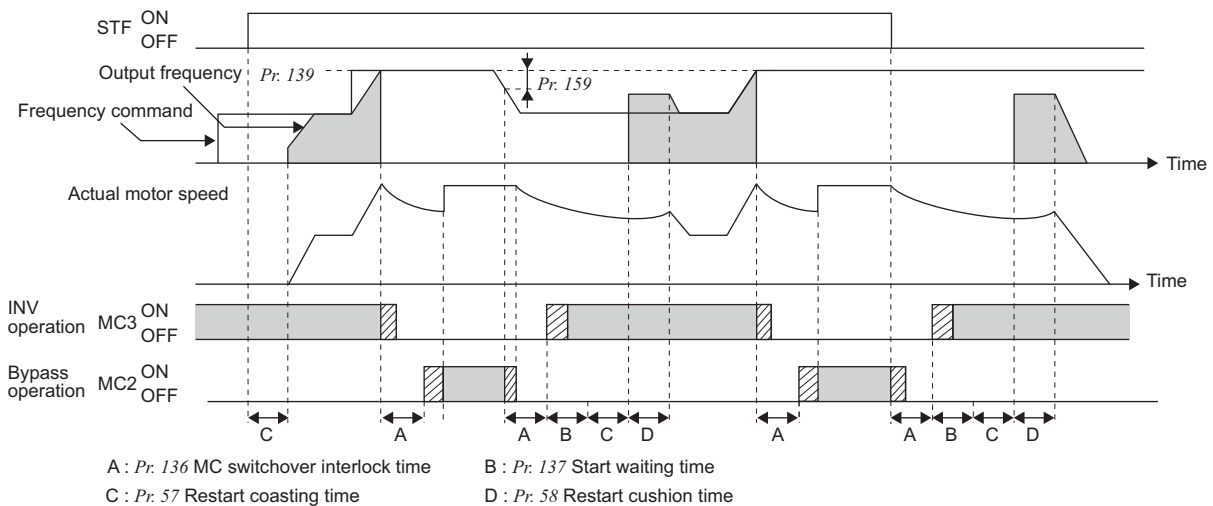 STF ON
OFF
Output frequency
Pr. 139
Pr. 159
Frequency command
Time
Actual motor speed
Time
INV operation MC3 ON
OFF
Bypass operation MC2 ON
OFF
C A A B C D A A B C D
A : Pr. 136 MC switchover interlock time B : Pr. 137 Start waiting time
C : Pr. 57 Restart coasting time D : Pr. 58 Restart cushion time